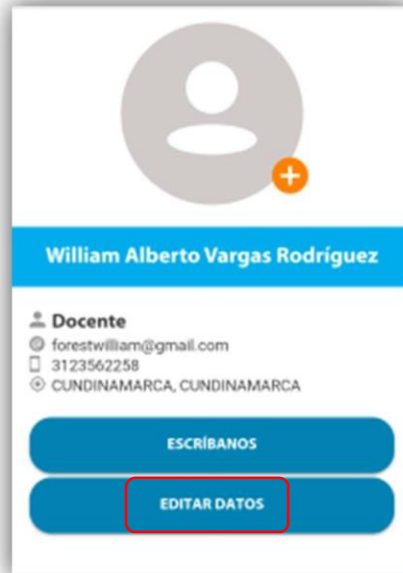 William Alberto Vargas Rodríguez
Docente
forestwilliam@gmail.com
3123562258
CUNDINAMARCA, CUNDINAMARCA
ESCRÍBANOS
EDITAR DATOS